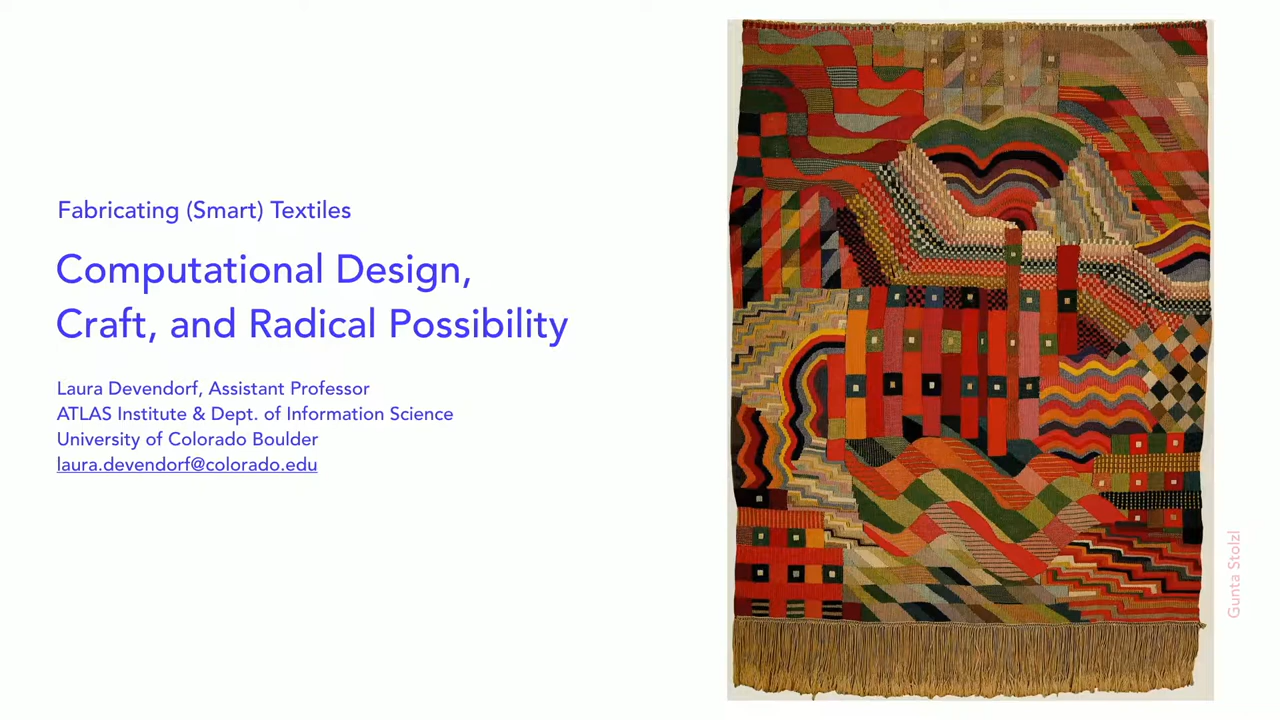 Fabricating (Smart) Textiles
Computational Design,
Craft, and Radical Possibility
Laura Devendorf, Assistant Professor
ATLAS Institute & Dept. of Information Science
University of Colorado Boulder
laura.devendorf@colorado.edu
Gunta Stolzl